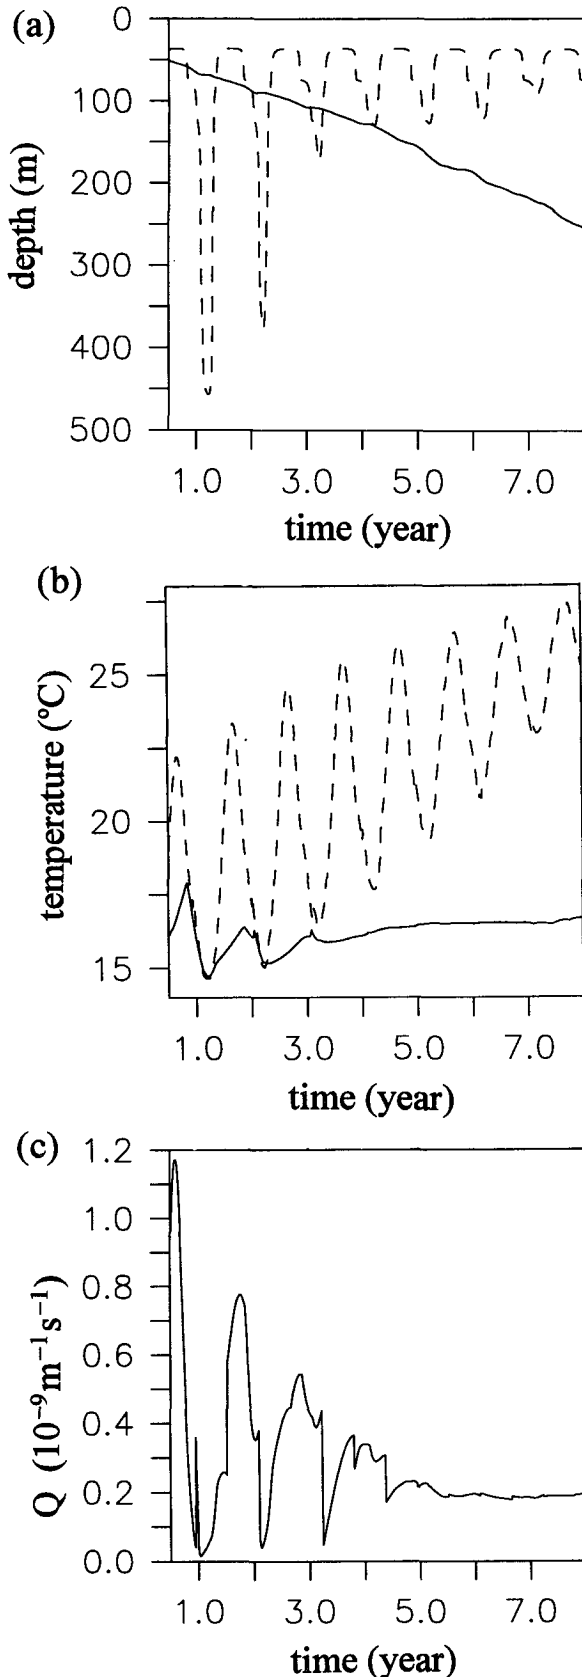 (a)
0
100
200
300
400
500
depth (m)
1.0 3.0 5.0 7.0
time (year)
(b)
25
20
15
temperature (°C)
1.0 3.0 5.0 7.0
time (year)
(c)
1.2
1.0
0.8
0.6
0.4
0.2
0.0
Q (10⁻⁹m⁻¹s⁻¹)
1.0 3.0 5.0 7.0
time (year)